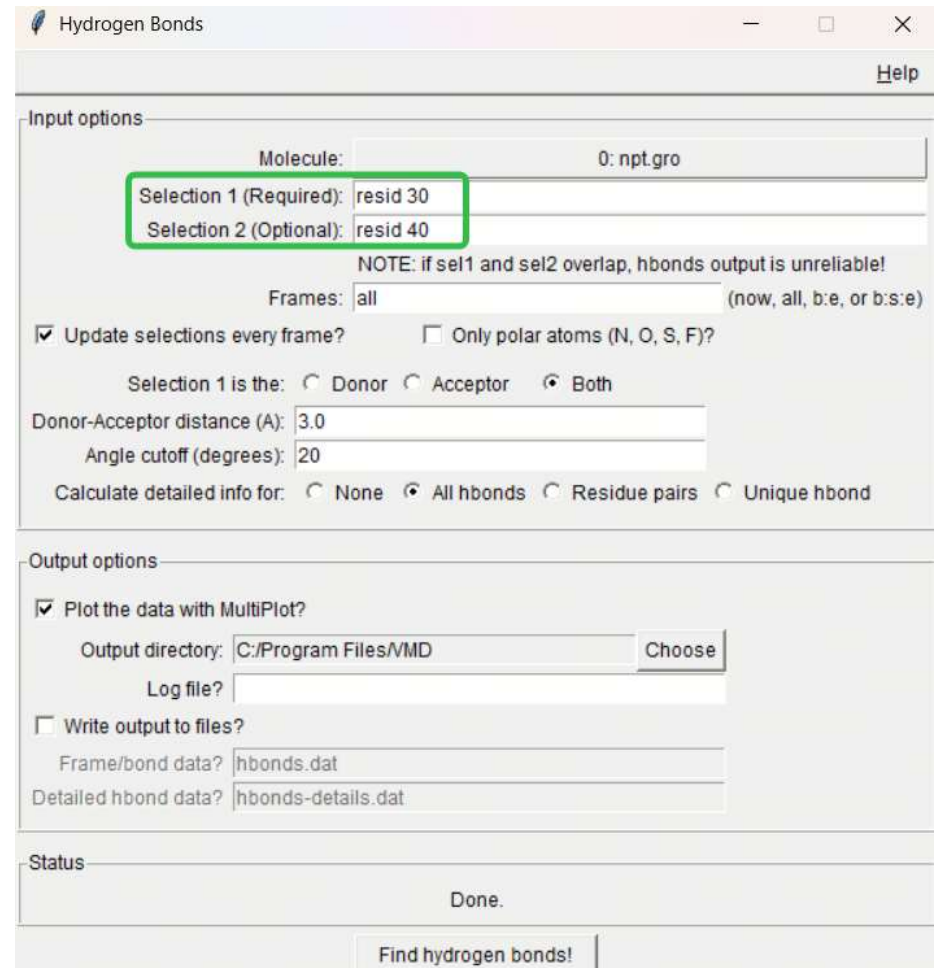 Hydrogen Bonds
Help
Input options
Molecule: 0: npt.gro
Selection 1 (Required): resid 30
Selection 2 (Optional): resid 40
NOTE: if sel1 and sel2 overlap, hbonds output is unreliable!
Frames: all (now, all, b:e, or b:s:e)
Update selections every frame? Only polar atoms (N, O, S, F)?
Selection 1 is the: Donor Acceptor Both
Donor-Acceptor distance (A): 3.0
Angle cutoff (degrees): 20
Calculate detailed info for: None All hbonds Residue pairs Unique hbond
Output options
Plot the data with MultiPlot?
Output directory: C:/Program Files/VMD Choose
Log file?
Write output to files?
Frame/bond data? hbonds.dat
Detailed hbond data? hbonds-details.dat
Status
Done.
Find hydrogen bonds!